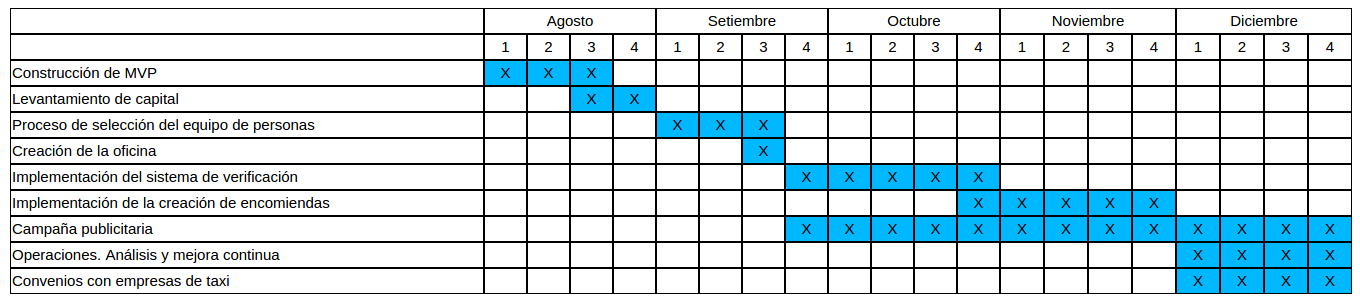 Agosto Setiembre Octubre Noviembre Diciembre
1 2 3 4 1 2 3 4 1 2 3 4 1 2 3 4 1 2 3 4
Construcción de MVP X X X
Levantamiento de capital X X
Proceso de selección del equipo de personas X X X
Creación de la oficina X
Implementación del sistema de verificación X X X X X
Implementación de la creación de encomiendas X X X X X
Campaña publicitaria X X X X X X X X X X X X X
Operaciones. Análisis y mejora continua X X X X
Convenios con empresas de taxi X X X X